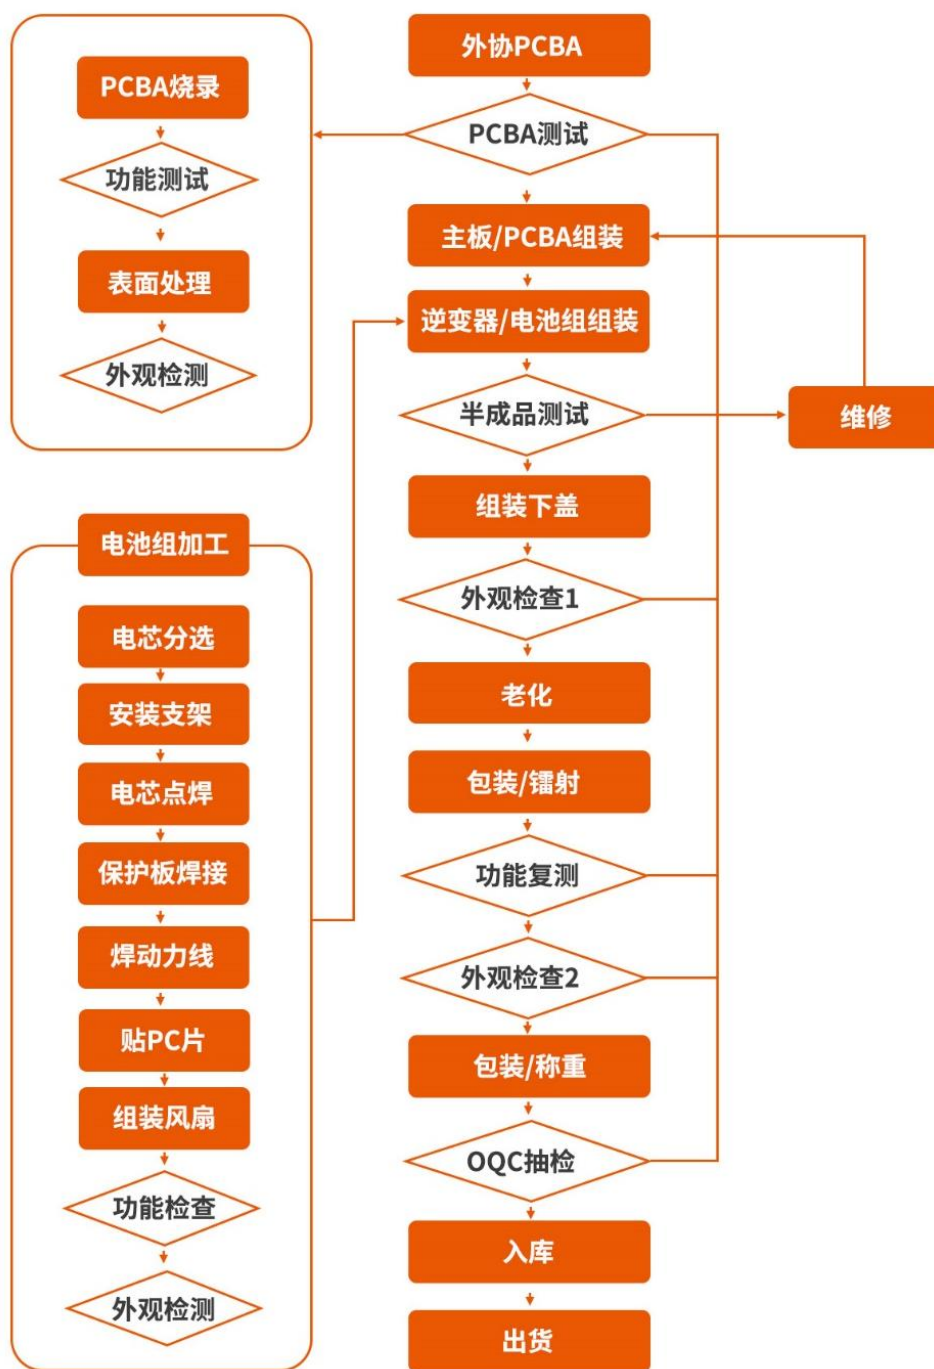 PCBA烧录
功能测试
表面处理
外观检测
电池组加工
电芯分选
安装支架
电芯点焊
保护板焊接
焊动力线
贴PC片
组装风扇
功能检查
外观检测
外协PCBA
PCBA测试
主板/PCBA组装
逆变器/电池组组装
半成品测试
组装下盖
外观检查1
老化
包装/镭射
功能复测
外观检查2
包装/称重
OQC抽检
入库
出货
维修